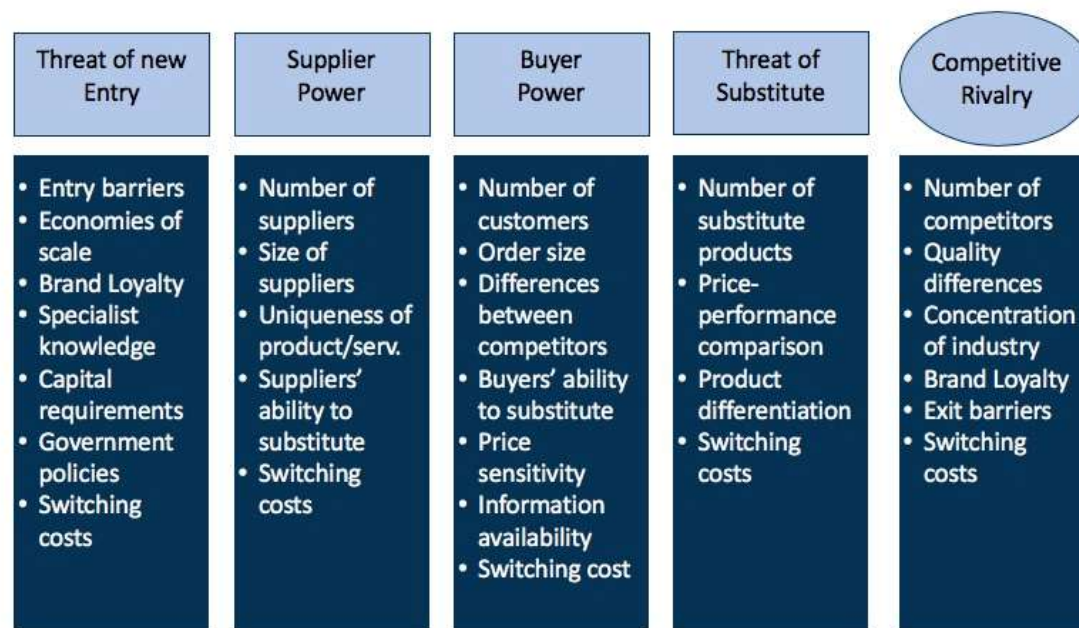 Threat of new
Entry
Supplier
Power
Buyer
Power
Threat of
Substitute
Competitive
Rivalry
• Entry barriers
• Economies of
scale
• Brand Loyalty
• Specialist
knowledge
• Capital
requirements
• Government
policies
• Switching
costs
• Number of
suppliers
• Size of
suppliers
• Uniqueness of
product/serv.
• Suppliers’
ability to
substitute
• Switching
costs
• Number of
customers
• Order size
• Differences
between
competitors
• Buyers’ ability
to substitute
• Price
sensitivity
• Information
availability
• Switching cost
• Number of
substitute
products
• Price-
performance
comparison
• Product
differentiation
• Switching
costs
• Number of
competitors
• Quality
differences
• Concentration
of industry
• Brand Loyalty
• Exit barriers
• Switching
costs